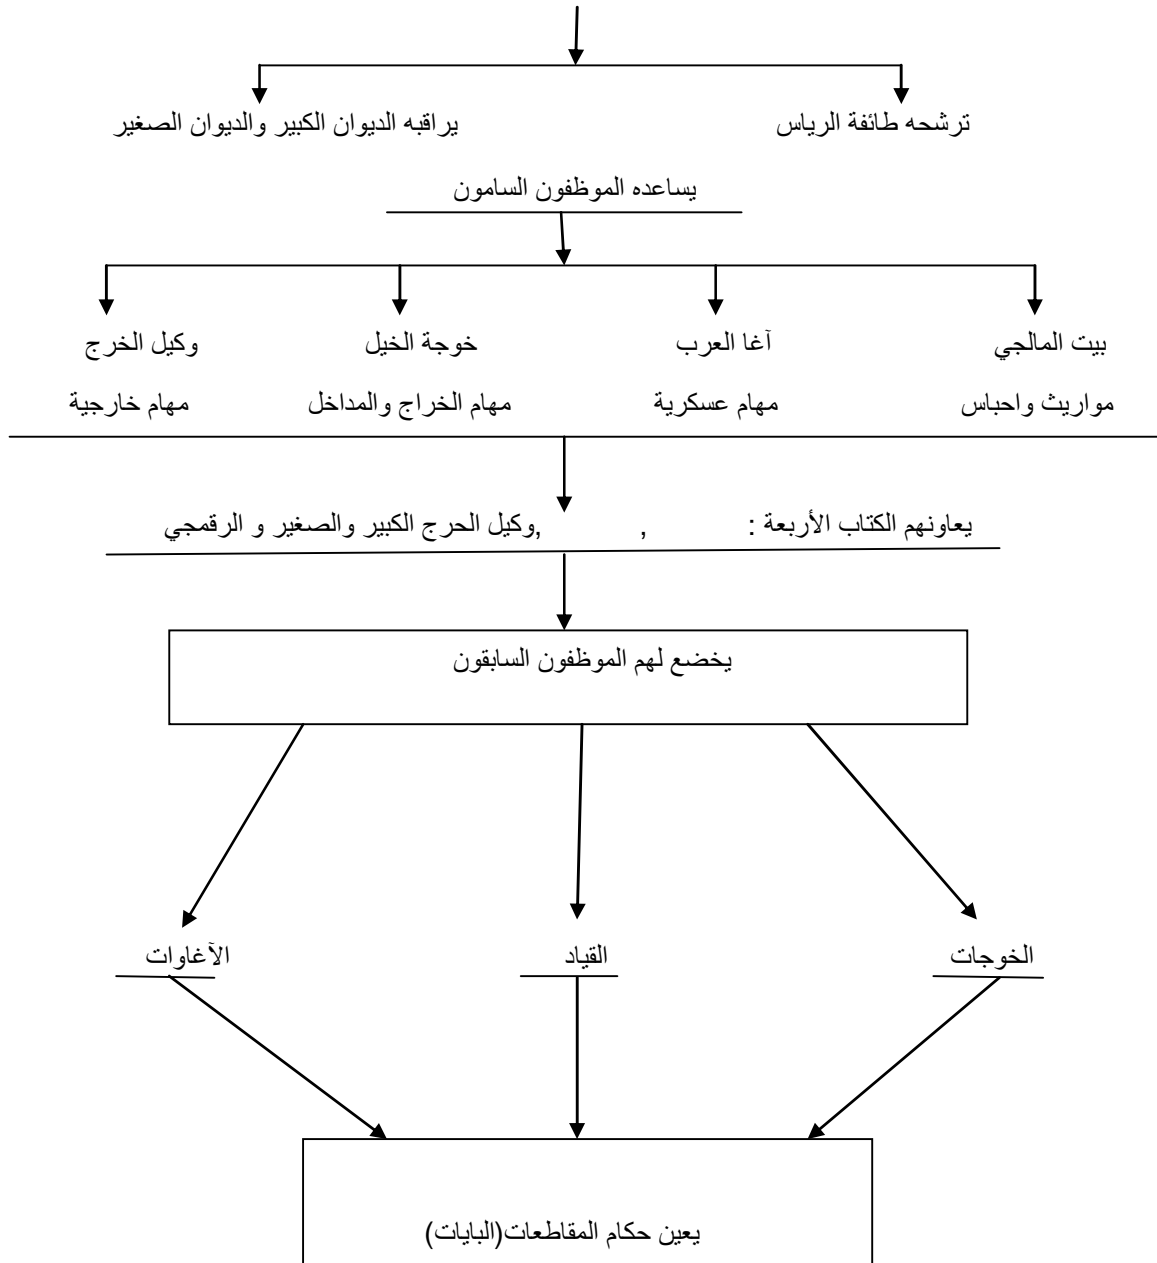 ترشحه طائفة الرياس
يراقبه الديوان الكبير والديوان الصغير
يساعده الموظفون السامون
بيت المالجي
آغا العرب
خوجة الخيل
وكيل الخرج
مواريث واحباس
مهام عسكرية
مهام الخراج والمداخل
مهام خارجية
يعاونهم الكتاب الأربعة : , ,وكيل الحرج الكبير والصغير و الرقمجي
يخضع لهم الموظفون السابقون
الخوجات
القياد
الآغاوات
يعين حكام المقاطعات(البايات)